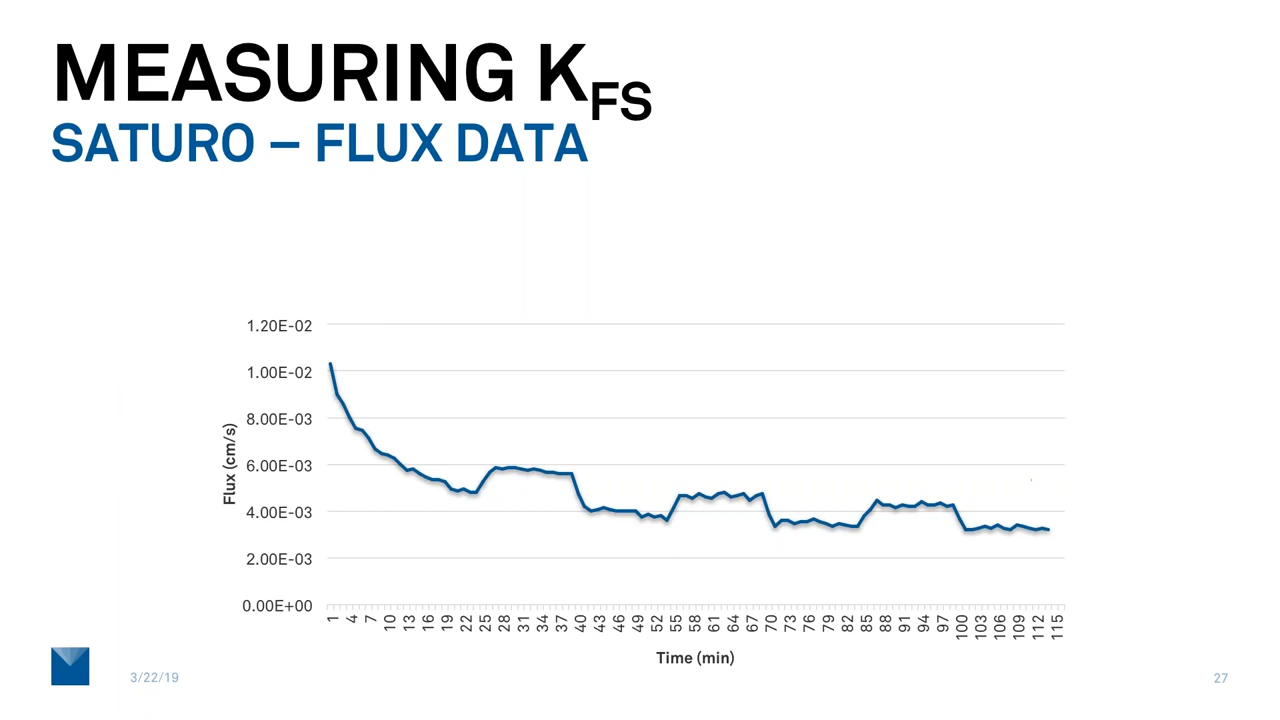 MEASURING KFS
SATURO – FLUX DATA
1.20E-02
1.00E-02
8.00E-03
6.00E-03
4.00E-03
2.00E-03
0.00E+00
Flux (cm/s)
1 4 7 10 13 16 19 22 25 28 31 34 37 40 43 46 49 52 55 58 61 64 67 70 73 76 79 82 85 88 91 94 97 100 103 106 109 112 115
Time (min)
3/22/19
27